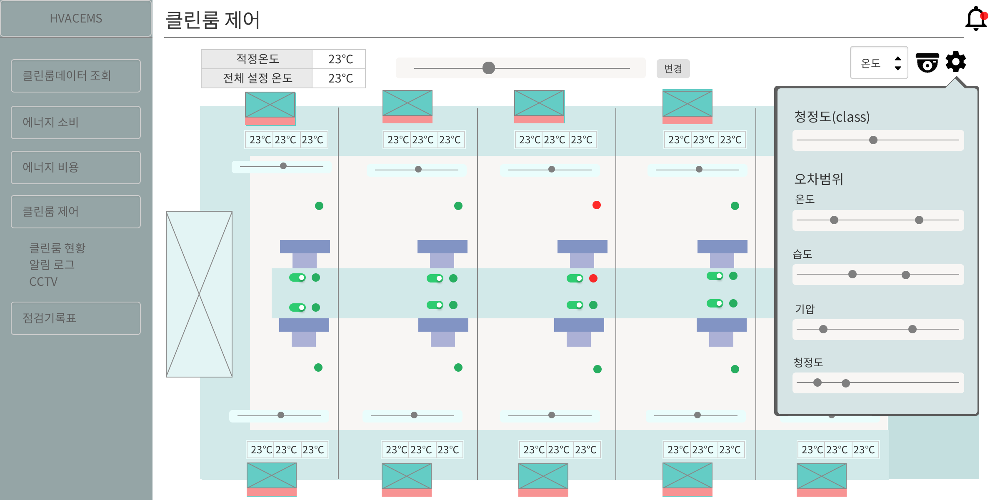 HVACEMS
클린룸데이터 조회
에너지 소비
에너지 비용
클린룸 제어
클린룸 현황
알림 로그
CCTV
점검기록표
클린룸 제어
적정온도 23℃
전체 설정 온도 23℃
변경
온도
23℃ 23℃ 23℃
23℃ 23℃ 23℃
23℃ 23℃ 23℃
23℃ 23℃ 23℃
청정도(class)
오차범위
온도
습도
기압
청정도
23℃ 23℃ 23℃
23℃ 23℃ 23℃
23℃ 23℃ 23℃
23℃ 23℃ 23℃
23℃ 23℃ 23℃